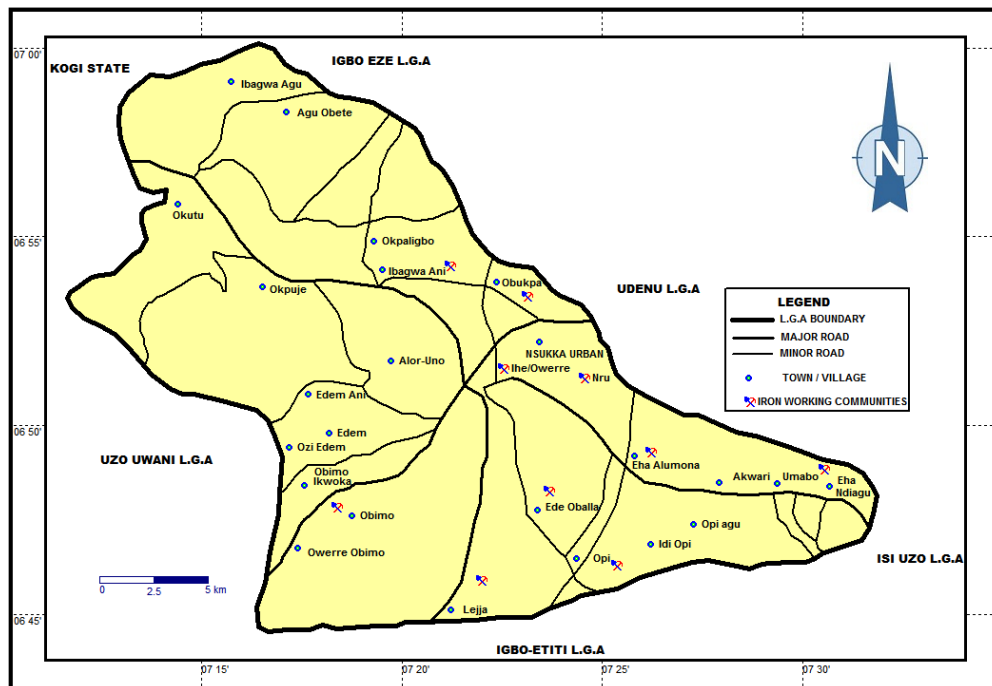 07 00'
KOGI STATE
IGBO EZE L.G.A
Ibagwa Agu
Agu Obete
N
Okutu
06 55'
Okpaligbo
Ibagwa Ani
Obukpa
Okpuje
UDENU L.G.A
LEGEND
L.G.A BOUNDARY
MAJOR ROAD
MINOR ROAD
TOWN / VILLAGE
IRON WORKING COMMUNITIES
NSUKKA URBAN
Alor-Uno
Ihe/Owerre
Nru
Edem Ani
06 50'
Edem
Ozi Edem
UZO UWANI L.G.A
Eha Alumona
Obimo
Ikwoka
Akwari
Umabo
Eha
Ndiagu
Ede Oballa
Obimo
Opi agu
Idi Opi
Owerre Obimo
Opi
ISI UZO L.G.A
0
2.5
5 km
06 45'
Lejja
IGBO-ETITI L.G.A
07 15'
07 20'
07 25'
07 30'